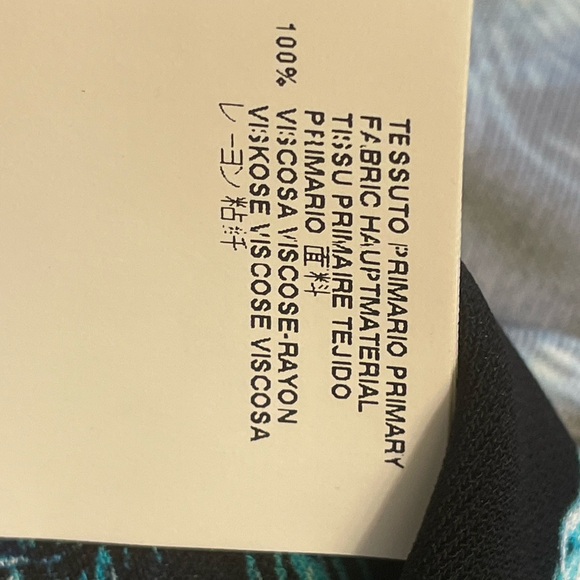 TESSUTO PRIMARIO PRIMARY
FABRIC HAUPTMATERIAL
TISSU PRIMAIRE TEJIDO
PRIMARIO 面料
100% VISCOSA VISCOSE-RAYON
VISKOSE VISCOSE VISCOSA
レーヨン 粘纤